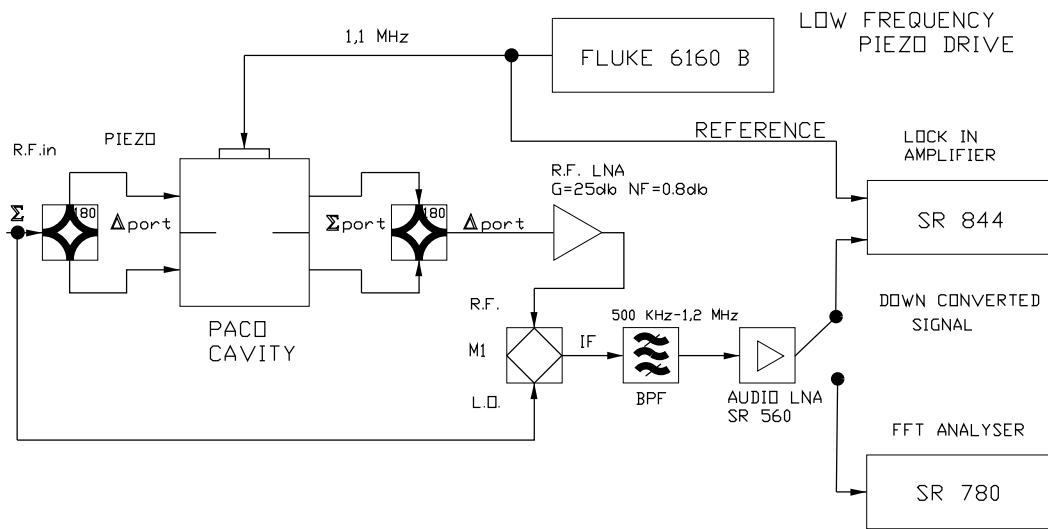 LOW FREQUENCY
PIEZO DRIVE
1,1 MHz
FLUKE 6160 B
REFERENCE
LOCK IN
AMPLIFIER
R.F.in
PIEZO
R.F. LNA
G=25db NF=0.8db
SR 844
Σ
180
Δport
Σport
180
Δport
DOWN CONVERTED
SIGNAL
R.F.
500 KHz-1,2 MHz
PACO
CAVITY
M1
IF
L.O.
BPF
AUDIO LNA
SR 560
FFT ANALYSER
SR 780